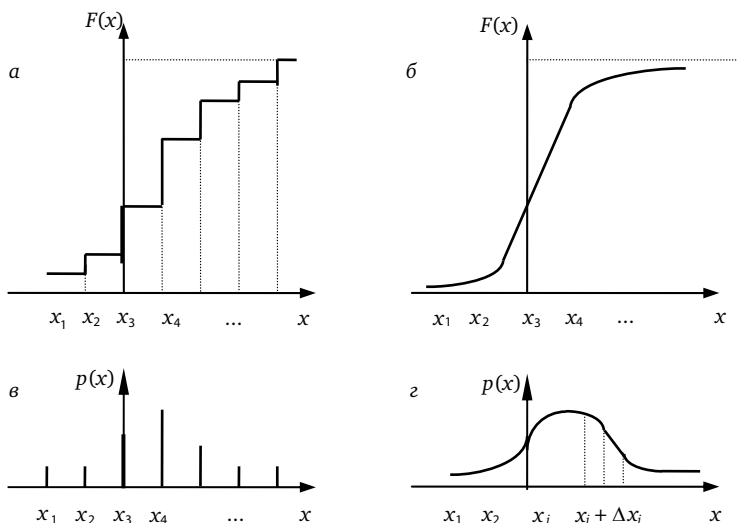 F(x)
а
x₁ x₂ x₃ x₄ ... x
F(x)
б
x₁ x₂ x₃ x₄ ... x
p(x)
в
x₁ x₂ x₃ x₄ ... x
p(x)
г
x₁ x₂ xᵢ xᵢ + Δxᵢ x